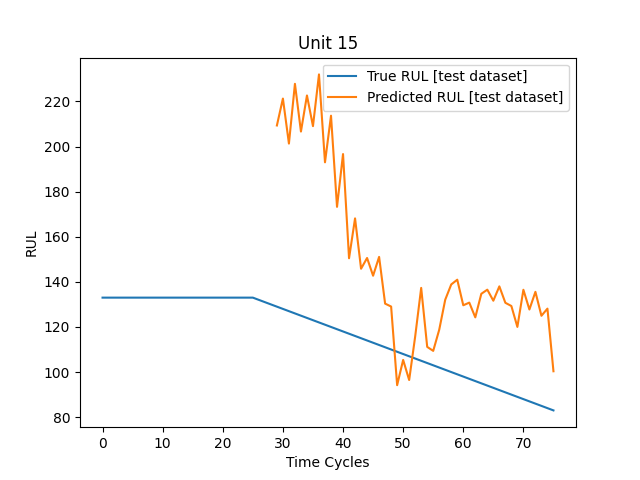 Unit 15
True RUL [test dataset]
Predicted RUL [test dataset]
RUL
220
200
180
160
140
120
100
80
0 10 20 30 40 50 60 70
Time Cycles